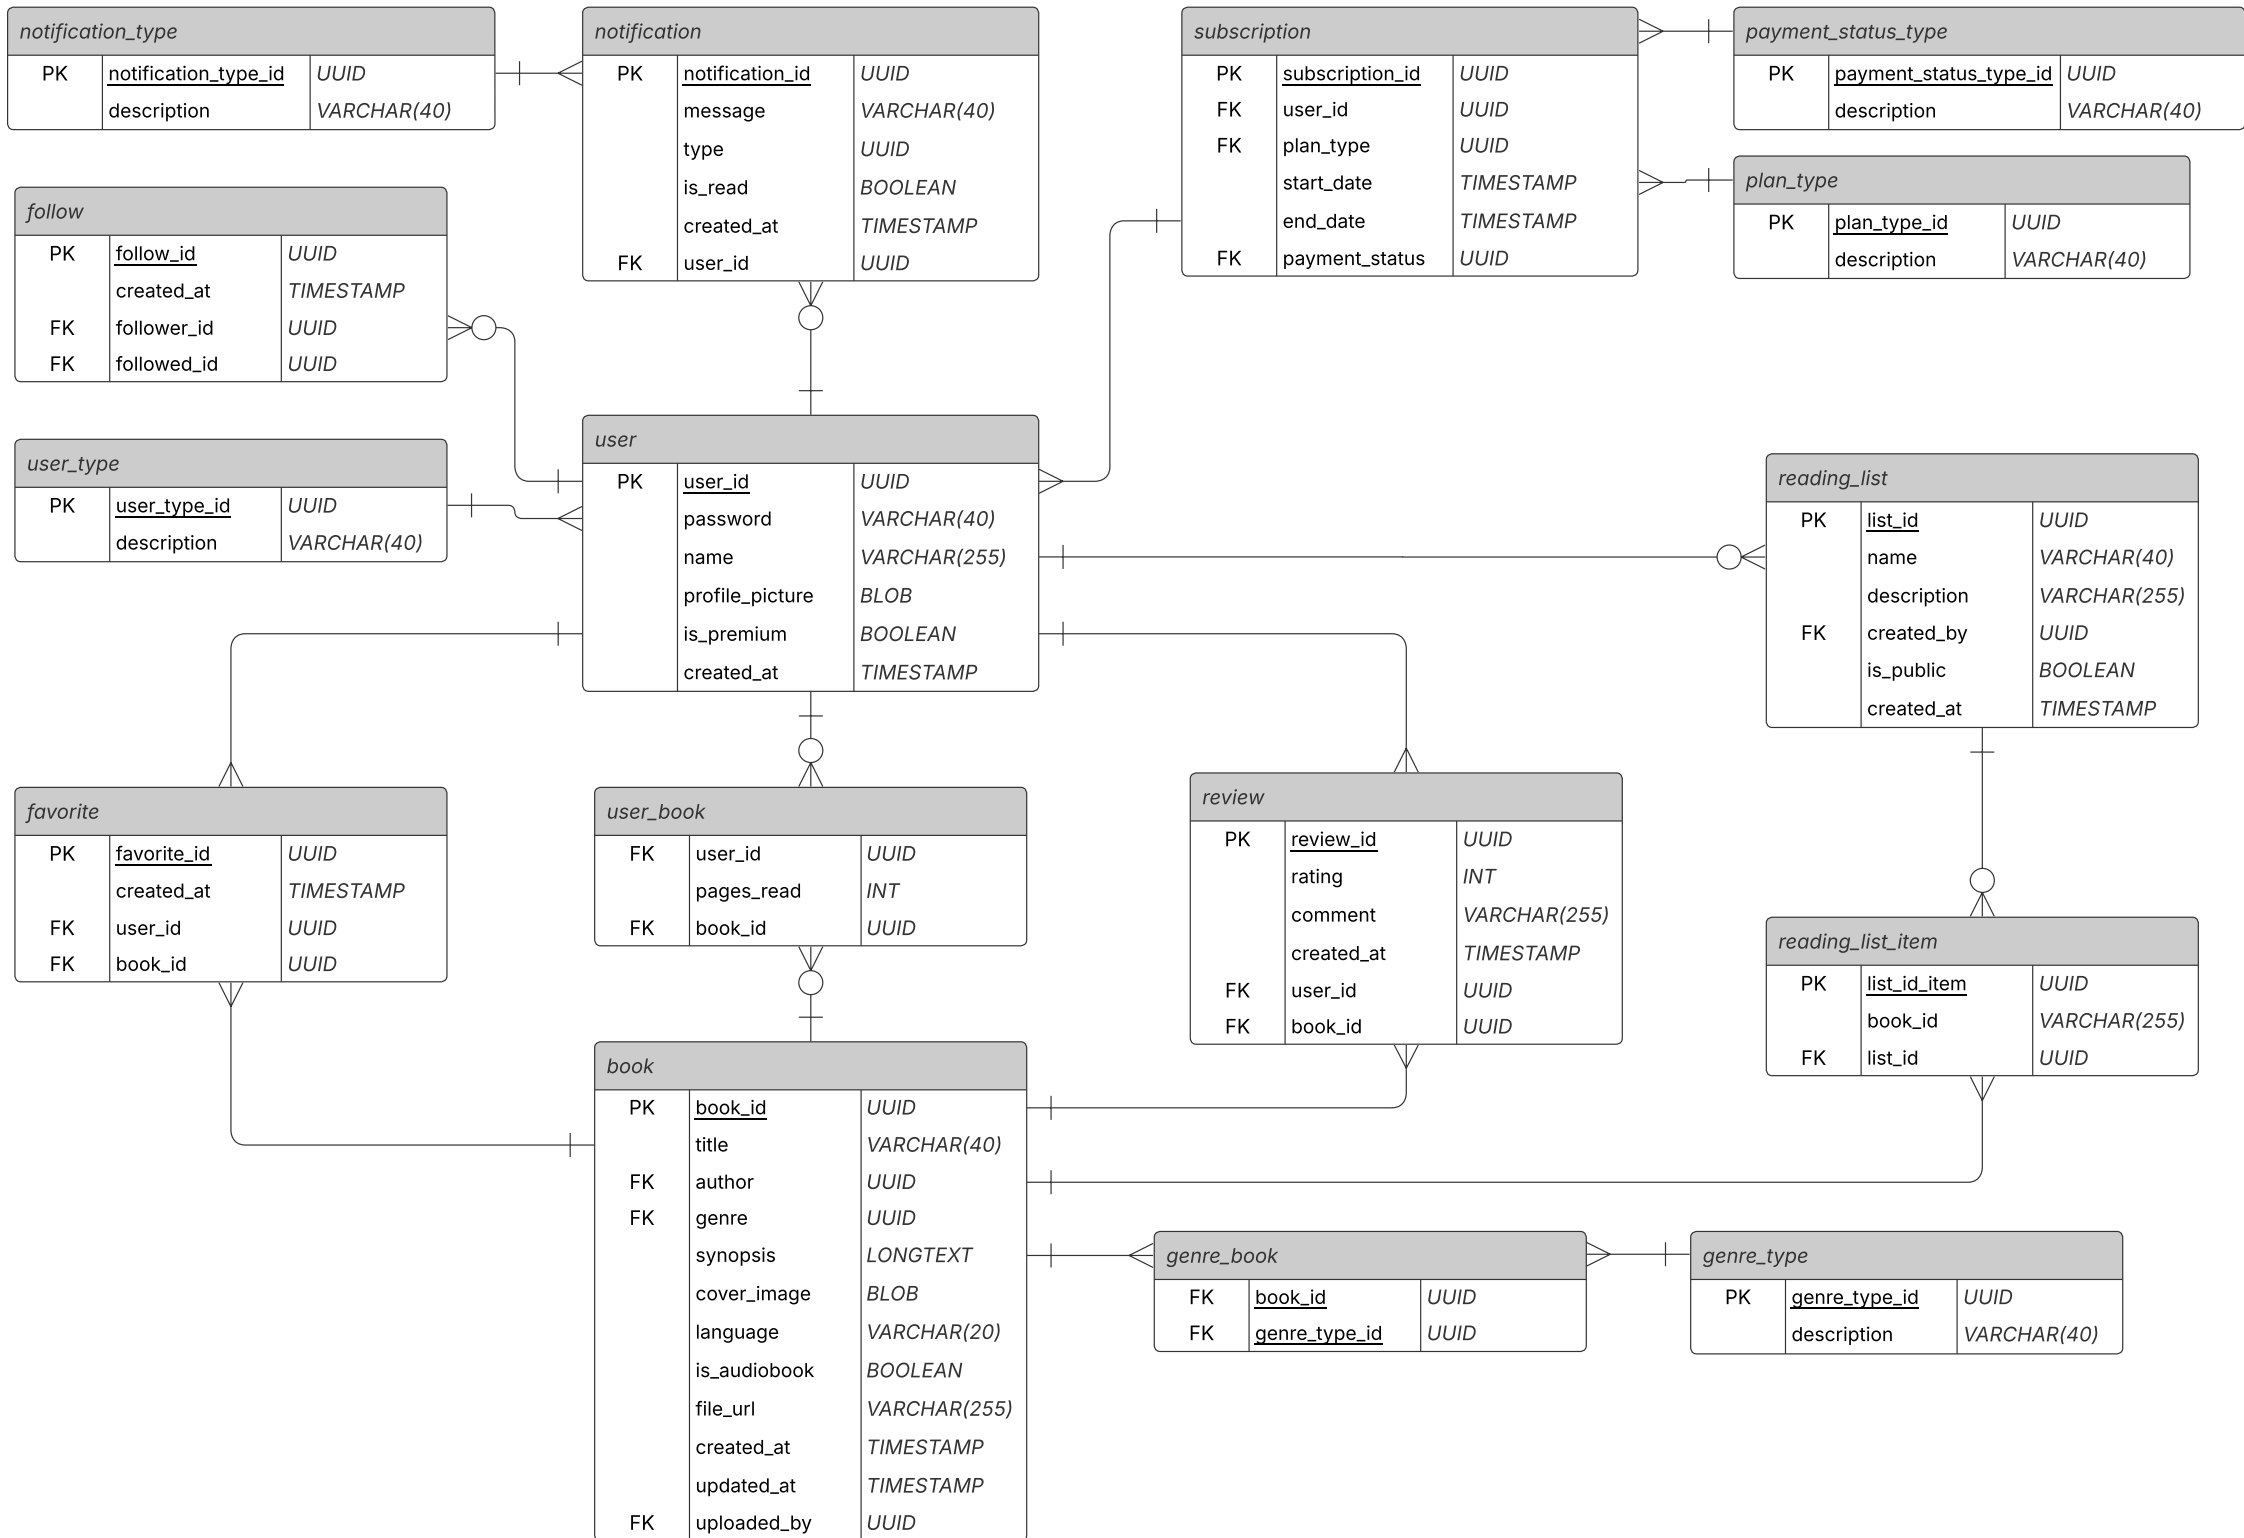 notification_type
PK notification_type_id UUID
description VARCHAR(40)
notification
PK notification_id UUID
message VARCHAR(40)
type UUID
is_read BOOLEAN
created_at TIMESTAMP
FK user_id UUID
subscription
PK subscription_id UUID
FK user_id UUID
FK plan_type UUID
start_date TIMESTAMP
end_date TIMESTAMP
FK payment_status UUID
payment_status_type
PK payment_status_type_id UUID
description VARCHAR(40)
plan_type
PK plan_type_id UUID
description VARCHAR(40)
follow
PK follow_id UUID
created_at TIMESTAMP
FK follower_id UUID
FK followed_id UUID
user_type
PK user_type_id UUID
description VARCHAR(40)
user
PK user_id UUID
password VARCHAR(40)
name VARCHAR(255)
profile_picture BLOB
is_premium BOOLEAN
created_at TIMESTAMP
reading_list
PK list_id UUID
name VARCHAR(40)
description VARCHAR(255)
FK created_by UUID
is_public BOOLEAN
created_at TIMESTAMP
favorite
PK favorite_id UUID
created_at TIMESTAMP
FK user_id UUID
FK book_id UUID
user_book
FK user_id UUID
pages_read INT
FK book_id UUID
review
PK review_id UUID
rating INT
comment VARCHAR(255)
created_at TIMESTAMP
FK user_id UUID
FK book_id UUID
reading_list_item
PK list_id_item UUID
book_id VARCHAR(255)
FK list_id UUID
book
PK book_id UUID
title VARCHAR(40)
FK author UUID
FK genre UUID
synopsis LONGTEXT
cover_image BLOB
language VARCHAR(20)
is_audiobook BOOLEAN
file_url VARCHAR(255)
created_at TIMESTAMP
updated_at TIMESTAMP
FK uploaded_by UUID
genre_book
FK book_id UUID
FK genre_type_id UUID
genre_type
PK genre_type_id UUID
description VARCHAR(40)